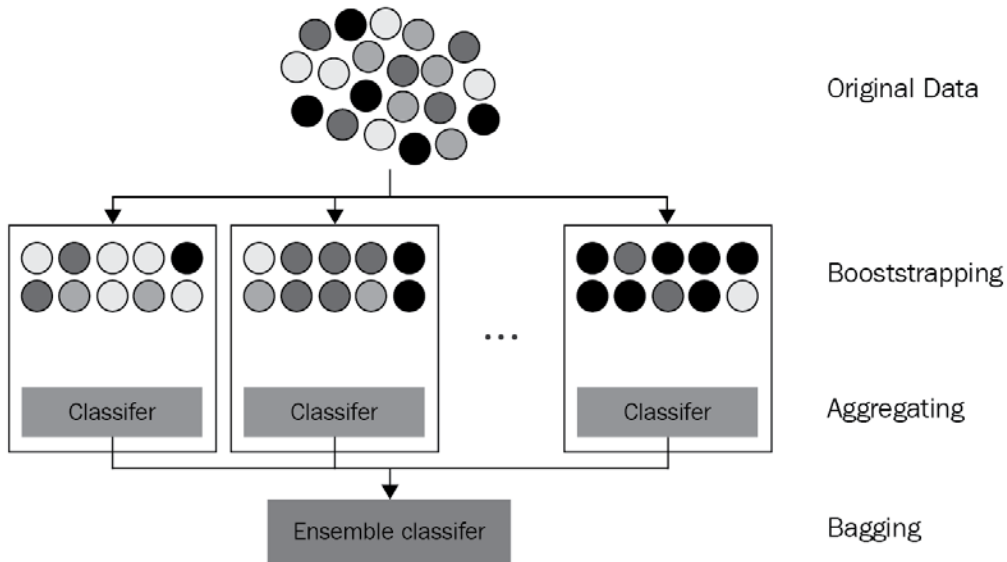 Original Data
Booststrapping
...
Classifer Classifer Classifer
Aggregating
Ensemble classifer
Bagging